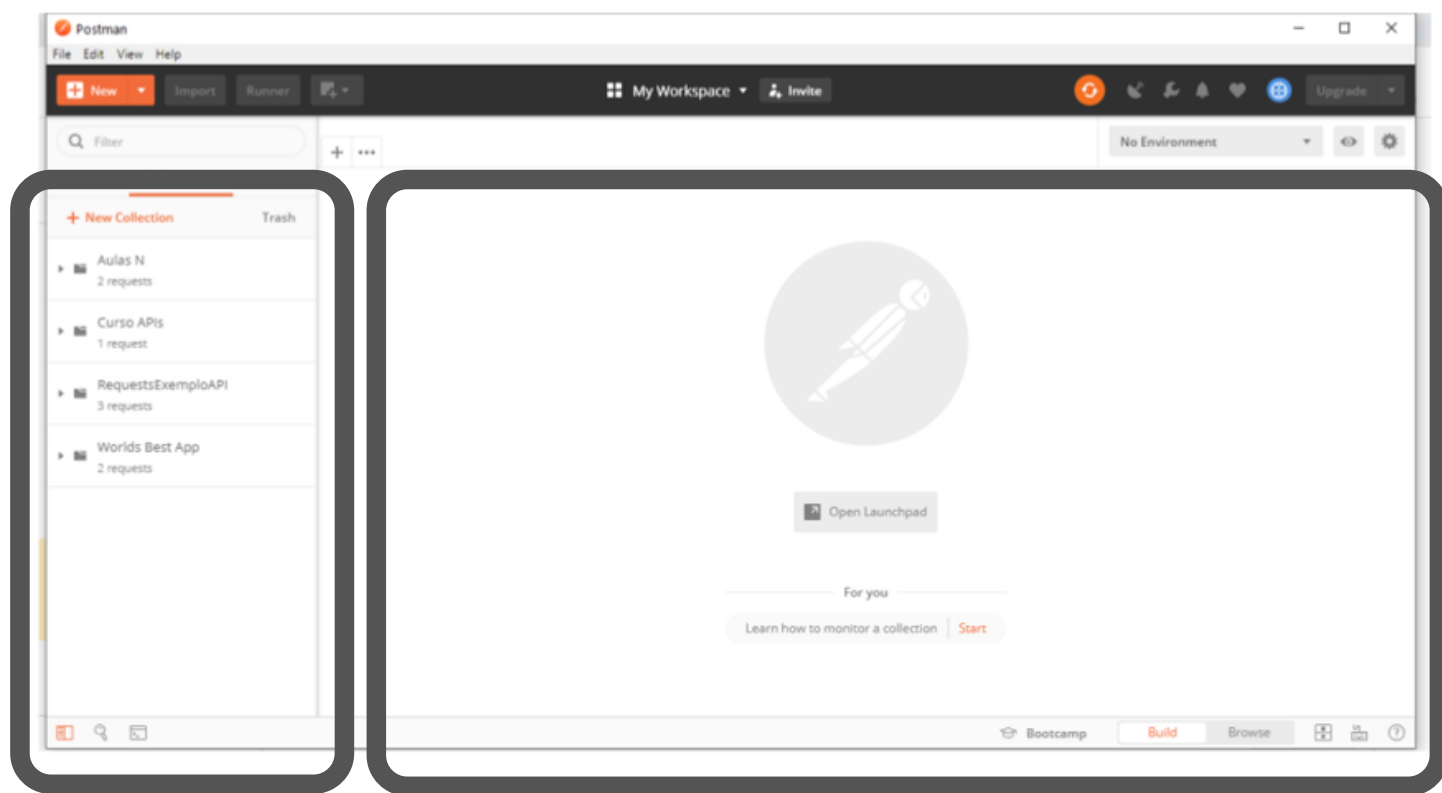 Postman
File Edit View Help
New Import Runner My Workspace Invite Upgrade
Filter
No Environment
New Collection Trash
Aulas N
2 requests
Curso APIs
1 request
RequestsExemploAPI
3 requests
Worlds Best App
2 requests
Open Launchpad
For you
Learn how to monitor a collection Start
Bootcamp Build Browse